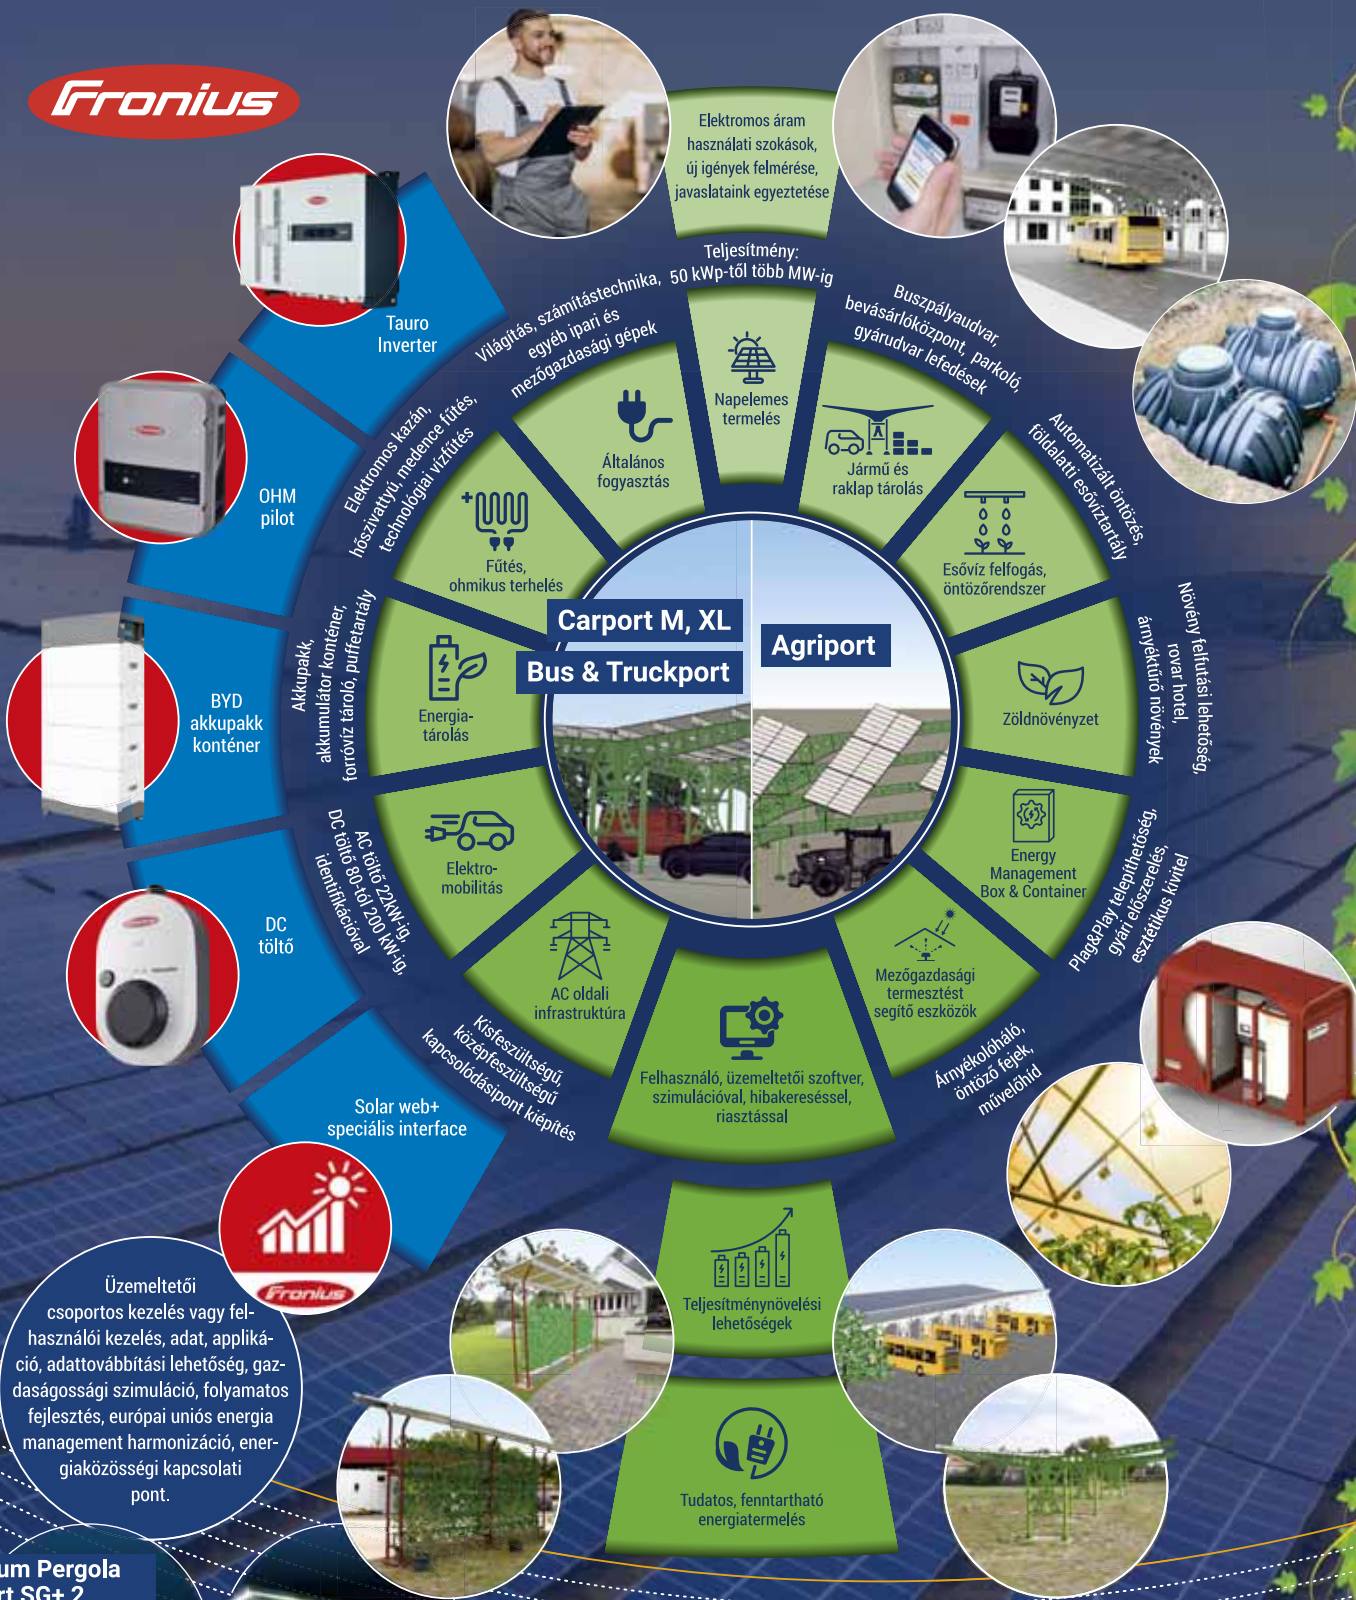 Fronius
Elektromos áram
használati szokások,
új igények felmérése,
javaslataink egyeztetése
Teljesítmény:
50 kWp-től több MW-ig
Napelemes
termelés
Buszpályaudvar,
bevásárlóközpont, parkoló,
gyárudvar lefedések
Jármű és
raklap tárolás
Automatizált öntözés,
földalatti esővíztartály
Esővíz felfogás,
öntözőrendszer
Növény felfutási lehetőség,
rovar hotel,
árnyéktűrő növények
Zöldnövényzet
Plag&Play telepíthetőség,
gyári előszerelés,
esztétikus kivitel
Energy
Management
Box & Container
Árnyékolóháló,
öntöző fejek,
művelőhíd
Mezőgazdasági
termesztést
segítő eszközök
Felhasználó, üzemeltetői szoftver,
szimulációval, hibakereséssel,
riasztással
Kisfeszültségű,
középfeszültségű
kapcsolódásipont kiépítés
AC oldali
infrastruktúra
AC töltő 22kW-ig,
DC töltő 80-tól 200 kW-ig,
identifikációval
Elektro-
mobilitás
Akkupakk,
akkumulátor konténer,
forróvíz tároló, puffetartály
Energia-
tárolás
Elektromos kazán,
hőszivattyú, medence fűtés,
technológiai vízfűtés
Fűtés,
ohmikus terhelés
Világítás, számítástechnika,
egyéb ipari és
mezőgazdasági gépek
Általános
fogyasztás
Carport M, XL
Bus & Truckport
Agriport
Tauro
Inverter
OHM
pilot
BYD
akkupakk
konténer
DC
töltő
Solar web+
speciális interface
Fronius
Teljesítménynövelési
lehetőségek
Tudatos, fenntartható
energiatermelés
Üzemeltetői
csoportos kezelés vagy fel-
használói kezelés, adat, appliká-
ció, adattovábbítási lehetőség, gaz-
daságossági szimuláció, folyamatos
fejlesztés, európai uniós energia
management harmonizáció, ener-
giaközösségi kapcsolati
pont.
um Pergola
rt SG+ 2